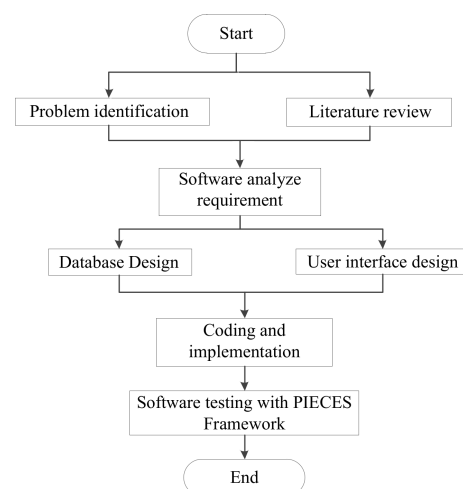 Start
Problem identification
Literature review
Software analyze
requirement
Database Design
User interface design
Coding and
implementation
Software testing with PIECES
Framework
End